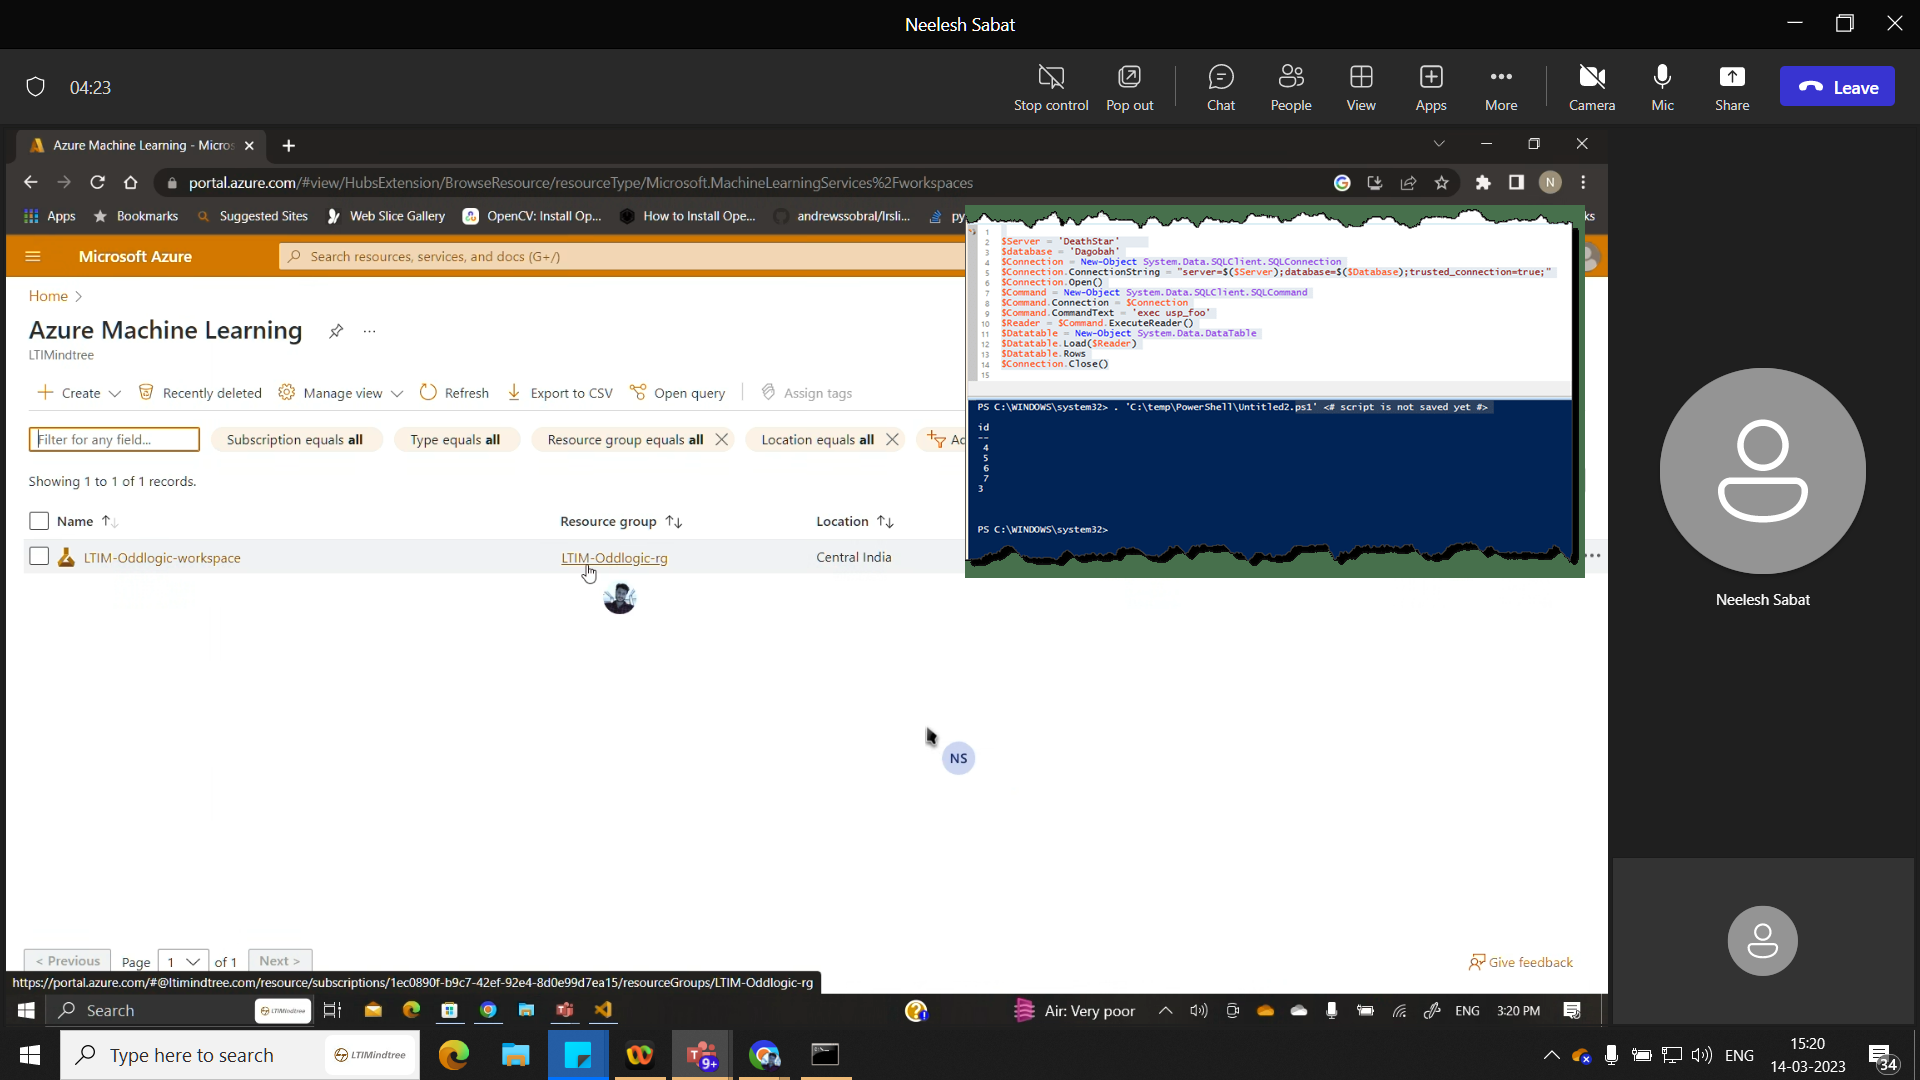 Neelesh Sabat
04:23
Stop control
Pop out
Chat
People
View
Apps
More
Camera
Mic
Share
Leave
Azure Machine Learning - Micros
portal.azure.com/#view/HubsExtension/BrowseResource/resourceType/Microsoft.MachineLearningServices%2Fworkspaces
N
Apps
Bookmarks
Suggested Sites
Web Slice Gallery
OpenCV: Install Op...
How to Install Ope...
andrewssobral/lrsli...
py
ks
Microsoft Azure
Search resources, services, and docs (G+/)
Home >
Azure Machine Learning ...
LTIMindtree
Create
Recently deleted
Manage view
Refresh
Export to CSV
Open query
Assign tags
Filter for any field...
Subscription equals all
Type equals all
Resource group equals all
Location equals all
Ac
Showing 1 to 1 of 1 records.
Name
Resource group
Location
LTIM-Oddlogic-workspace
LTIM-Oddlogic-rg
Central India
1
2 $Server = 'DeathStar'
3 $database = 'Dagobah'
4 $Connection = New-Object System.Data.SQLClient.SQLConnection
5 $Connection.ConnectionString = "server=$($Server);database=$($Database);trusted_connection=true;"
6 $Connection.Open()
7 $Command = New-Object System.Data.SQLClient.SQLCommand
8 $Command.Connection = $Connection
9 $Command.CommandText = 'exec usp_foo'
10 $Reader = $Command.ExecuteReader()
11 $Datatable = New-Object System.Data.DataTable
12 $Datatable.Load($Reader)
13 $Datatable.Rows
14 $Connection.Close()
15
PS C:\WINDOWS\system32> . 'C:\temp\PowerShell\Untitled2.ps1' <# script is not saved yet #>
id
--
4
5
6
7
3
PS C:\WINDOWS\system32>
Neelesh Sabat
NS
< Previous
Page
1
of 1
Next >
Give feedback
https://portal.azure.com/#@ltimindtree.com/resource/subscriptions/1ec0890f-b9c7-42ef-92e4-8d0e99d7ea15/resourceGroups/LTIM-Oddlogic-rg
Search
LTIMindtree
Air: Very poor
ENG
3:20 PM
Type here to search
LTIMindtree
9+
ENG
15:20
14-03-2023
34